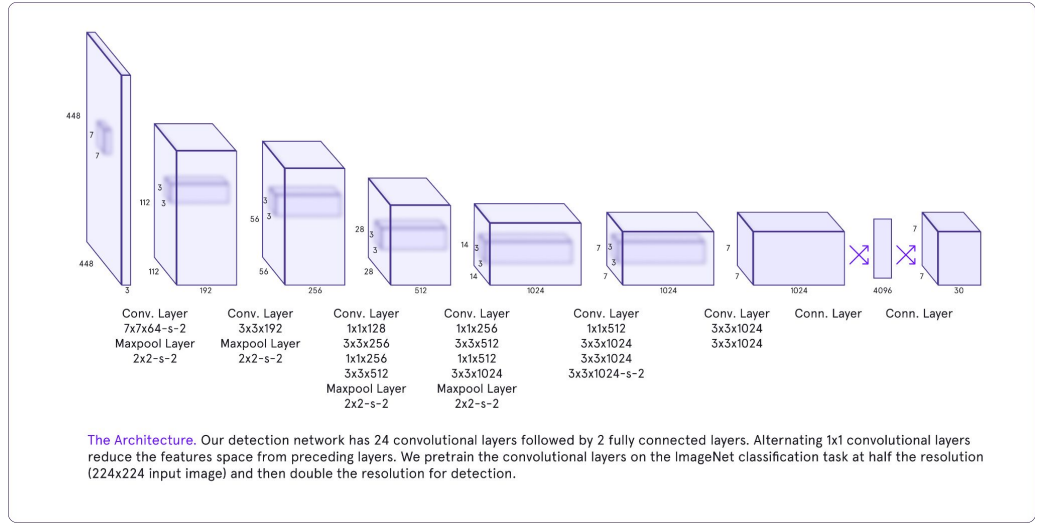 448
7
7
448
3
3
3
112
112
192
3
3
56
56
256
28
3
3
28
512
14
3
3
14
1024
7
3
3
7
1024
7
7
1024
4096
7
7
30
Conv. Layer
7x7x64-s-2
Maxpool Layer
2x2-s-2
Conv. Layer
3x3x192
Maxpool Layer
2x2-s-2
Conv. Layer
1x1x128
3x3x256
1x1x256
3x3x512
Maxpool Layer
2x2-s-2
Conv. Layer
1x1x256
3x3x512
1x1x512
3x3x1024
Maxpool Layer
2x2-s-2
Conv. Layer
1x1x512
3x3x1024
3x3x1024
3x3x1024-s-2
Conv. Layer
3x3x1024
3x3x1024
Conn. Layer
Conn. Layer
The Architecture. Our detection network has 24 convolutional layers followed by 2 fully connected layers. Alternating 1x1 convolutional layers
reduce the features space from preceding layers. We pretrain the convolutional layers on the ImageNet classification task at half the resolution
(224x224 input image) and then double the resolution for detection.